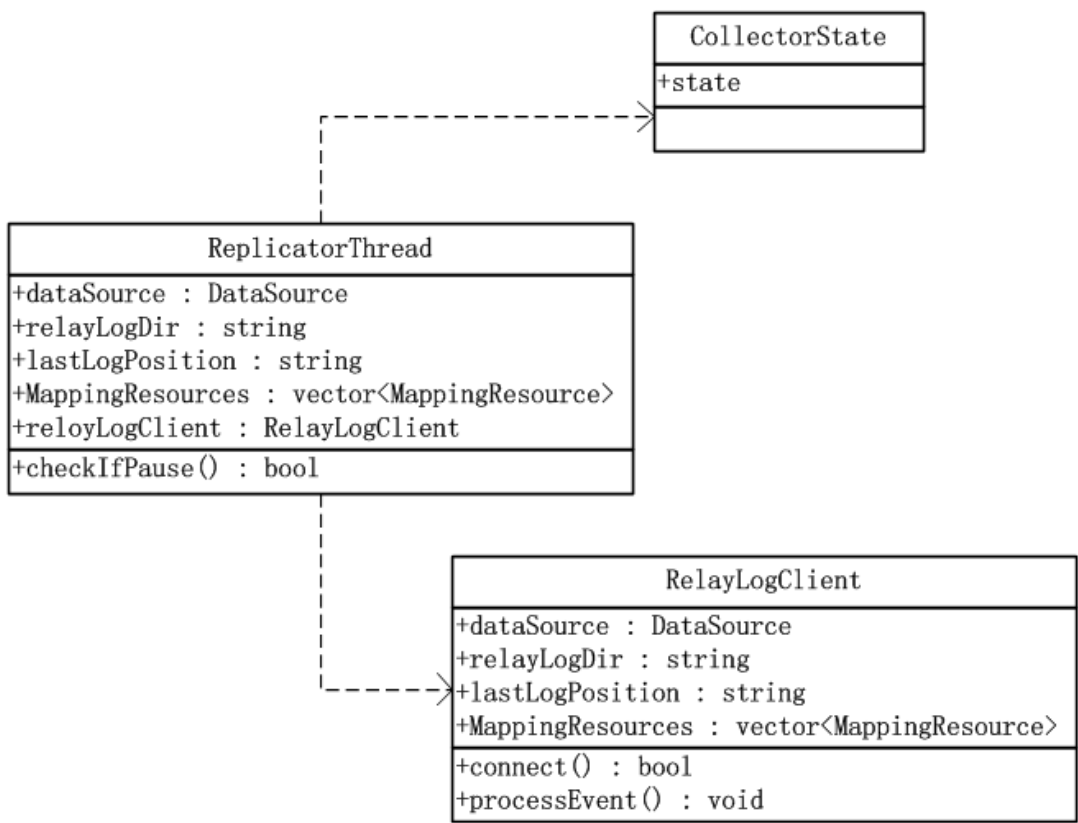 CollectorState
+state
ReplicatorThread
+dataSource : DataSource
+relayLogDir : string
+lastLogPosition : string
+MappingResources : vector<MappingResource>
+reloyLogClient : RelayLogClient
+checkIfPause() : bool
RelayLogClient
+dataSource : DataSource
+relayLogDir : string
+lastLogPosition : string
+MappingResources : vector<MappingResource>
+connect() : bool
+processEvent() : void